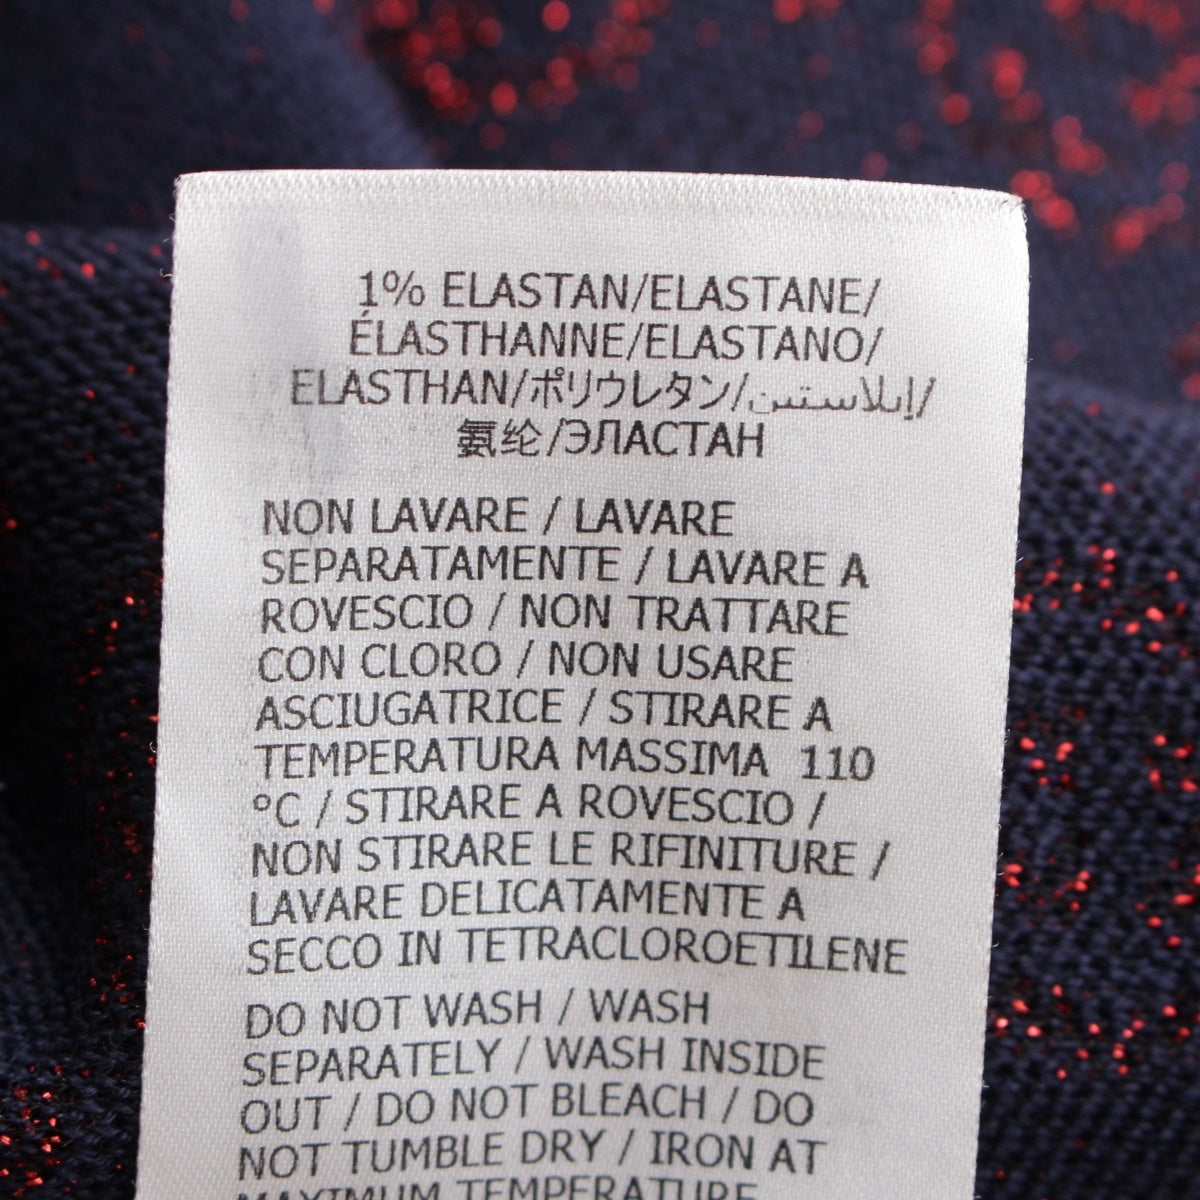 1% ELASTAN/ELASTANE/
ÉLASTHANNE/ELASTANO/
ELASTHAN/ポリウレタン/إيلاستين/
氨纶/ЭЛАСТАН
NON LAVARE / LAVARE
SEPARATAMENTE / LAVARE A
ROVESCIO / NON TRATTARE
CON CLORO / NON USARE
ASCIUGATRICE / STIRARE A
TEMPERATURA MASSIMA 110
°C / STIRARE A ROVESCIO /
NON STIRARE LE RIFINITURE /
LAVARE DELICATAMENTE A
SECCO IN TETRACLOROETILENE
DO NOT WASH / WASH
SEPARATELY / WASH INSIDE
OUT / DO NOT BLEACH / DO
NOT TUMBLE DRY / IRON AT
MAXIMUM TEMPERATURE